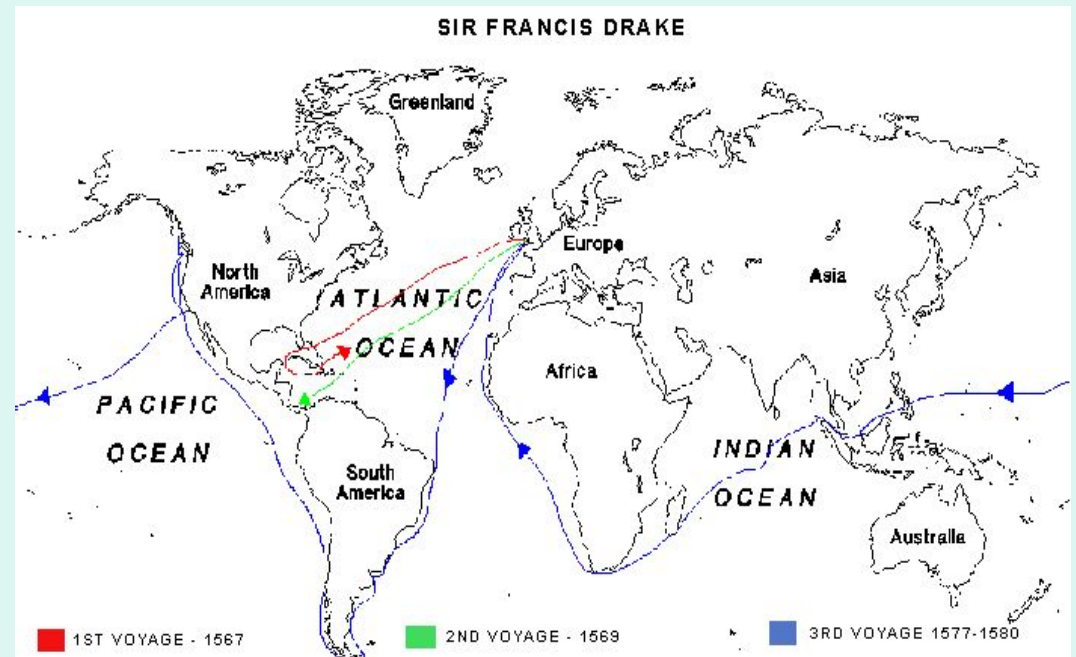 SIR FRANCIS DRAKE
Greenland
Europe
Asia
North
America
ATLANTIC
OCEAN
Africa
PACIFIC
OCEAN
INDIAN
OCEAN
South
America
Australia
1ST VOYAGE - 1567
2ND VOYAGE - 1569
3RD VOYAGE 1577-1580